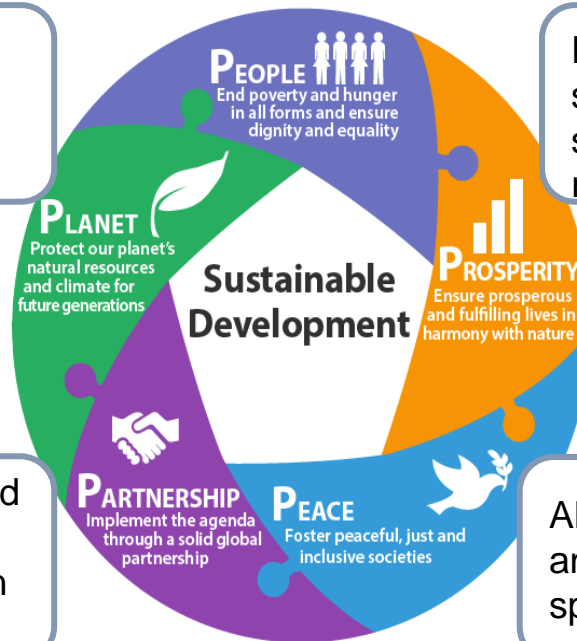 PEOPLE
End poverty and hunger
in all forms and ensure
dignity and equality
PLANET
Protect our planet's
natural resources
and climate for
future generations
Sustainable
Development
PROSPERITY
Ensure prosperous
and fulfilling lives in
harmony with nature
PARTNERSHIP
Implement the agenda
through a solid global
partnership
PEACE
Foster peaceful, just and
inclusive societies